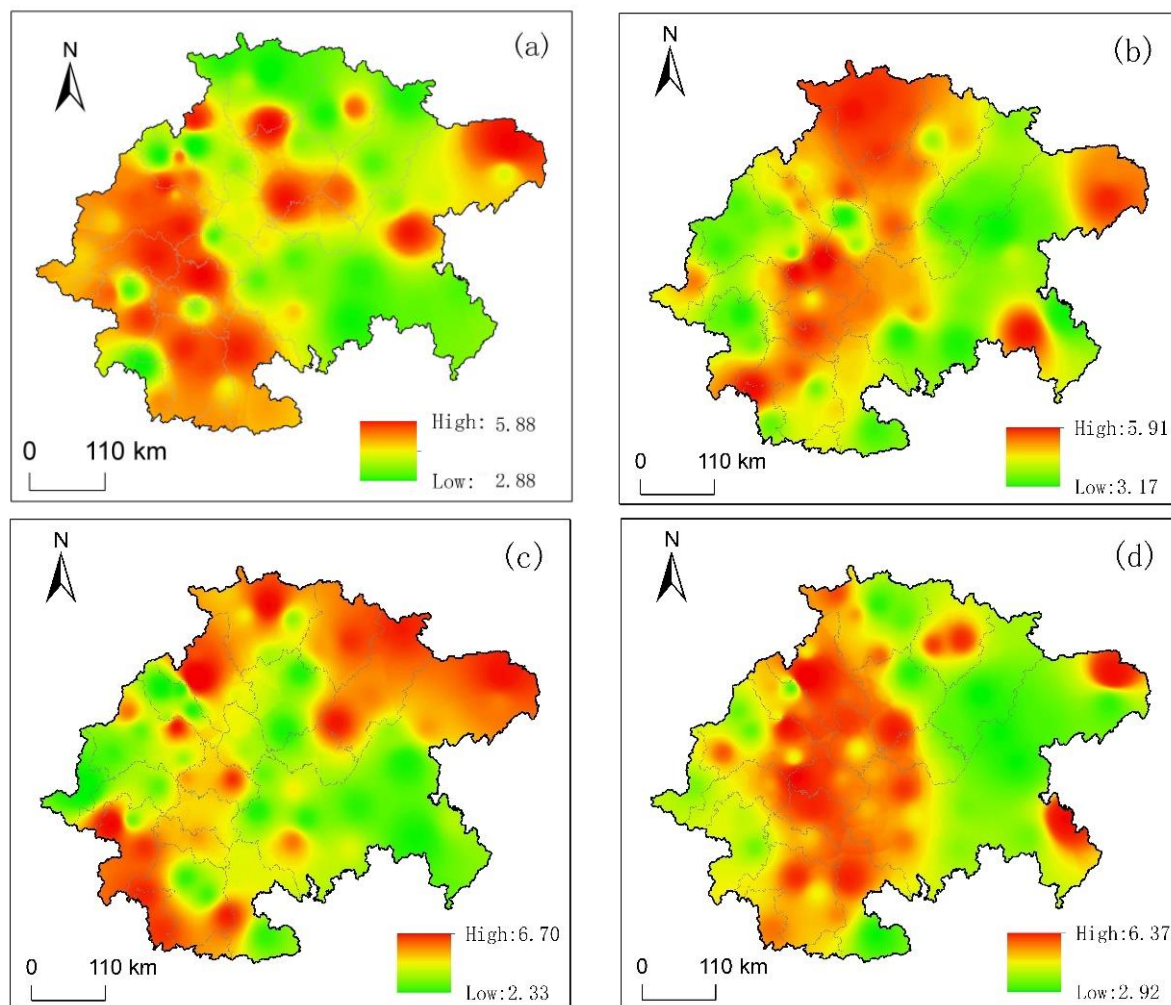 (a)
N
High: 5.88
Low: 2.88
0 110 km
(b)
N
High:5.91
Low:3.17
0 110 km
(c)
N
High:6.70
Low:2.33
0 110 km
(d)
N
High:6.37
Low:2.92
0 110 km